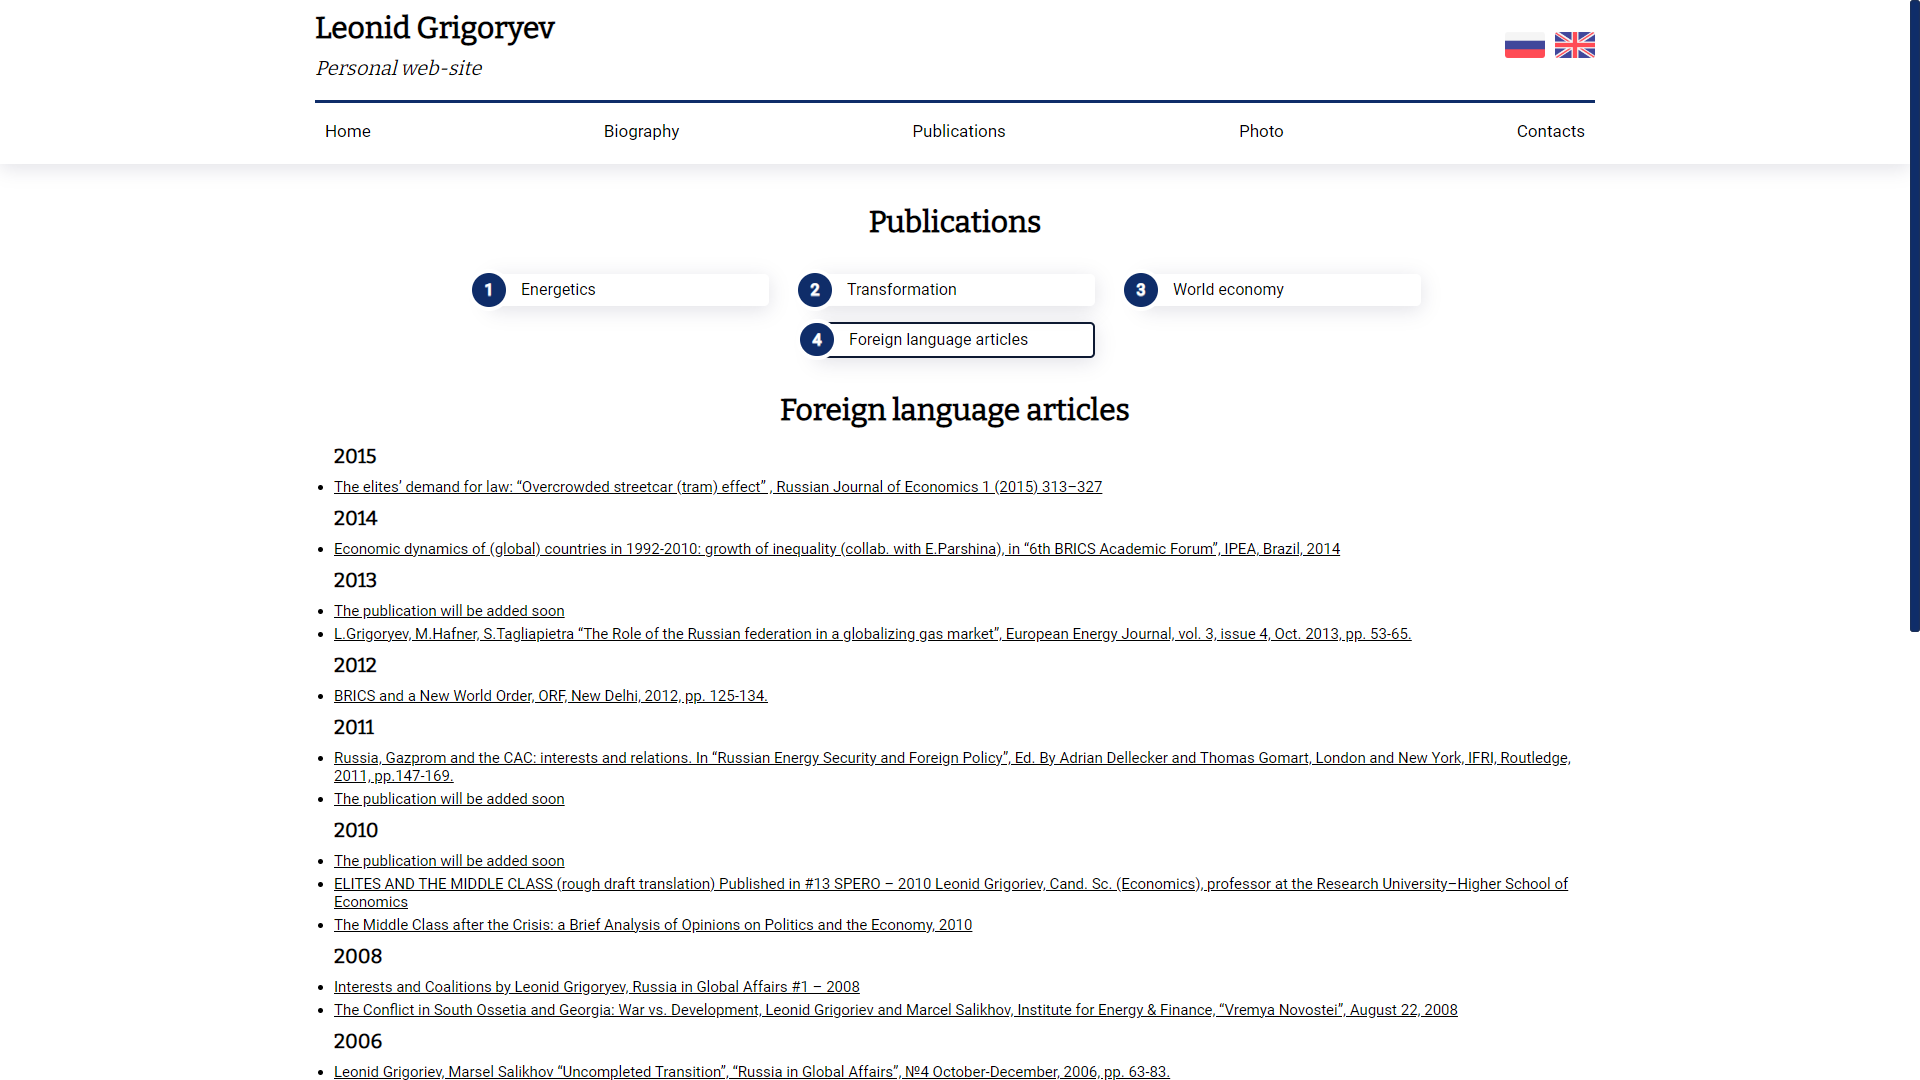 Leonid Grigoryev
Personal web-site
Home
Biography
Publications
Photo
Contacts
Publications
1 Energetics
2 Transformation
3 World economy
4 Foreign language articles
Foreign language articles
2015
The elites’ demand for law: “Overcrowded streetcar (tram) effect” , Russian Journal of Economics 1 (2015) 313–327
2014
Economic dynamics of (global) countries in 1992-2010: growth of inequality (collab. with E.Parshina), in “6th BRICS Academic Forum”, IPEA, Brazil, 2014
2013
The publication will be added soon
L.Grigoryev, M.Hafner, S.Tagliapietra “The Role of the Russian federation in a globalizing gas market”, European Energy Journal, vol. 3, issue 4, Oct. 2013, pp. 53-65.
2012
BRICS and a New World Order, ORF, New Delhi, 2012, pp. 125-134.
2011
Russia, Gazprom and the CAC: interests and relations. In “Russian Energy Security and Foreign Policy”, Ed. By Adrian Dellecker and Thomas Gomart, London and New York, IFRI, Routledge,
2011, pp.147-169.
The publication will be added soon
2010
The publication will be added soon
ELITES AND THE MIDDLE CLASS (rough draft translation) Published in #13 SPERO – 2010 Leonid Grigoriev, Cand. Sc. (Economics), professor at the Research University–Higher School of
Economics
The Middle Class after the Crisis: a Brief Analysis of Opinions on Politics and the Economy, 2010
2008
Interests and Coalitions by Leonid Grigoryev, Russia in Global Affairs #1 – 2008
The Conflict in South Ossetia and Georgia: War vs. Development, Leonid Grigoriev and Marcel Salikhov, Institute for Energy & Finance, “Vremya Novostei”, August 22, 2008
2006
Leonid Grigoriev, Marsel Salikhov “Uncompleted Transition”, “Russia in Global Affairs”, №4 October-December, 2006, pp. 63-83.